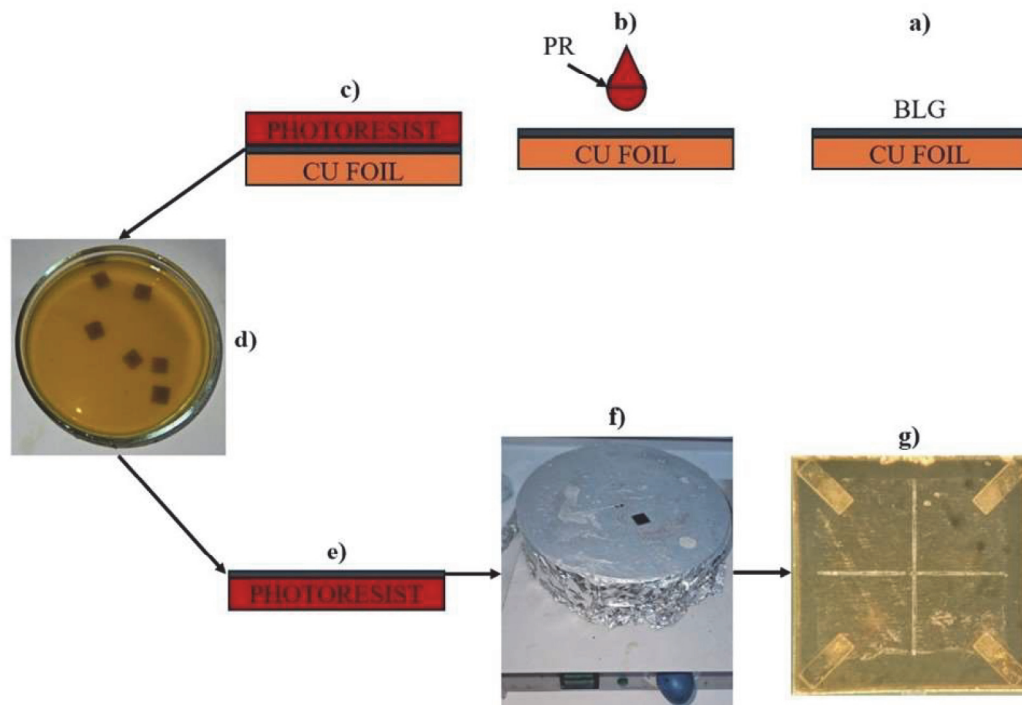 b)
a)
PR
c)
BLG
PHOTORESIST
CU FOIL
CU FOIL
CU FOIL
d)
f)
g)
e)
PHOTORESIST